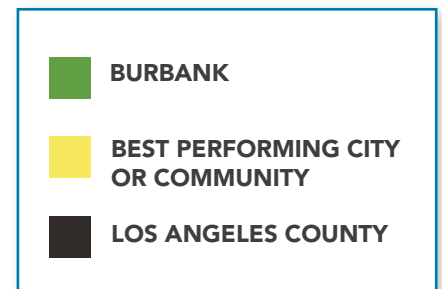 BURBANK
BEST PERFORMING CITY
OR COMMUNITY
LOS ANGELES COUNTY